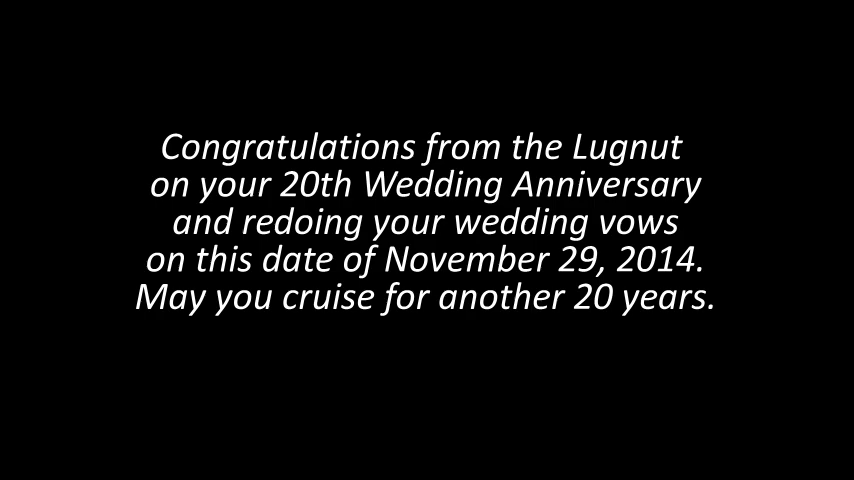 Congratulations from the Lugnut
on your 20th Wedding Anniversary
and redoing your wedding vows
on this date of November 29, 2014.
May you cruise for another 20 years.